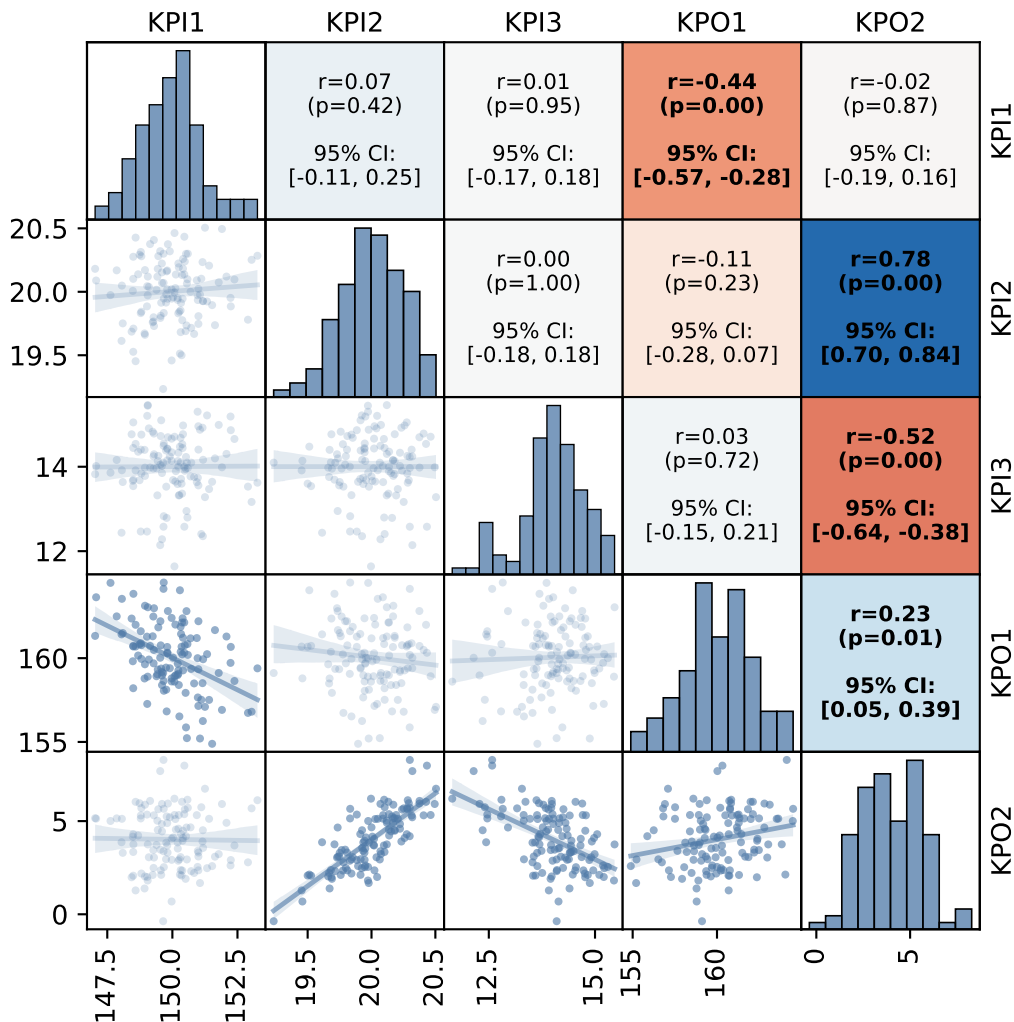 KPI1 KPI2 KPI3 KPO1 KPO2
r=0.07 r=0.01 r=-0.44 r=-0.02
(p=0.42) (p=0.95) (p=0.00) (p=0.87)
95% CI: 95% CI: 95% CI: 95% CI:
[-0.11, 0.25] [-0.17, 0.18] [-0.57, -0.28] [-0.19, 0.16]
KPI1
20.5
20.0
19.5
r=0.00 r=-0.11 r=0.78
(p=1.00) (p=0.23) (p=0.00)
95% CI: 95% CI: 95% CI:
[-0.18, 0.18] [-0.28, 0.07] [0.70, 0.84]
KPI2
14
12
r=0.03 r=-0.52
(p=0.72) (p=0.00)
95% CI: 95% CI:
[-0.15, 0.21] [-0.64, -0.38]
KPI3
160
155
r=0.23
(p=0.01)
95% CI:
[0.05, 0.39]
KPO1
5
0
KPO2
147.5 150.0 152.5 19.5 20.0 20.5 12.5 15.0 155 160 0 5